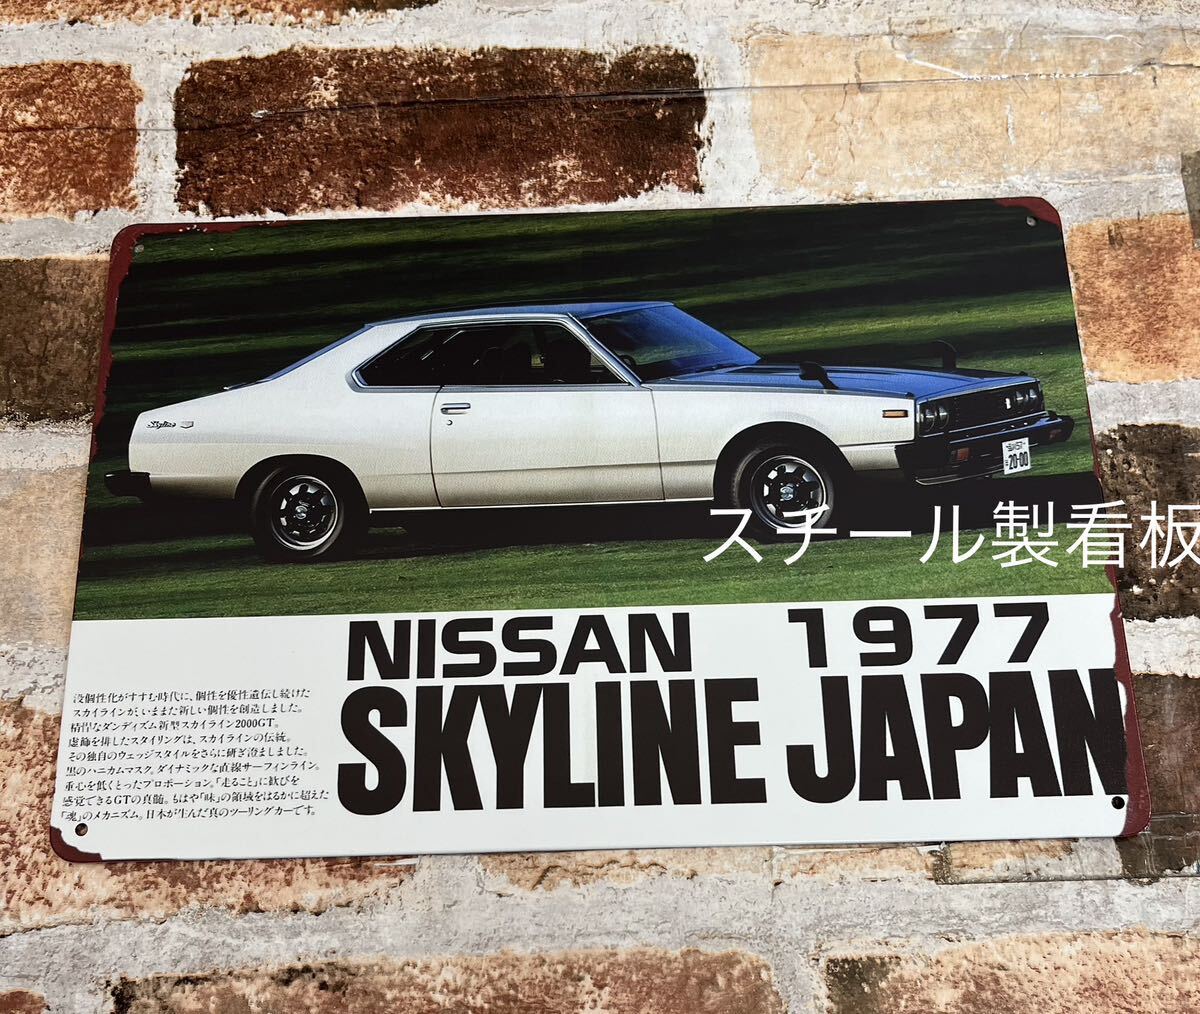 Skyline
20-00
スチール製看板
NISSAN 1977
SKYLINE JAPAN
没個性化がすすむ時代に、個性を優性遺伝し続けた
スカイラインが、いままた新しい個性を創造しました。
精悍なダンディズム新型スカイライン2000GT。
虚飾を排したスタイリングは、スカイラインの伝統。
その独自のウェッジスタイルをさらに研ぎ澄ましました。
黒のハニカムマスク。ダイナミックな直線サーフィンライン。
重心を低くとったプロポーション。「走ること」に歓びを
感覚できるGTの真髄。もはや「味」の領域をはるかに超えた
「魂」のメカニズム。日本が生んだ真のツーリングカーです。